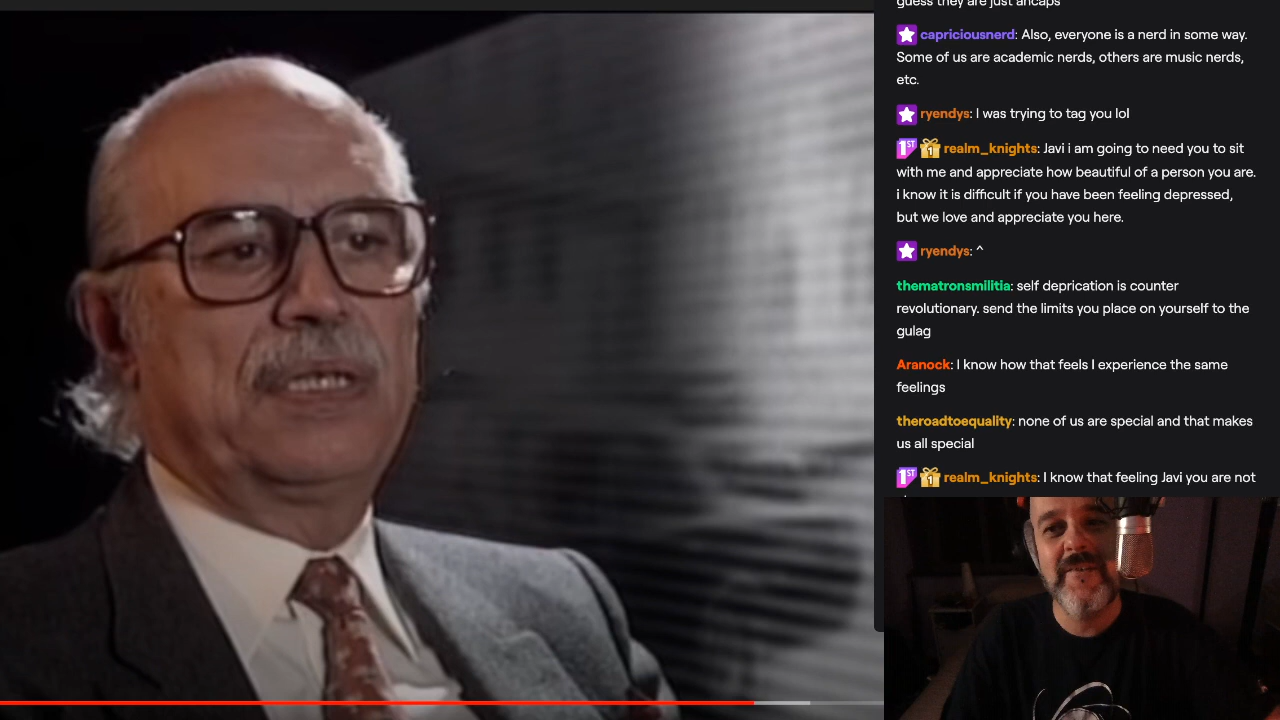 guess they are just ancaps
capriciousnerd: Also, everyone is a nerd in some way.
Some of us are academic nerds, others are music nerds,
etc.
ryendys: I was trying to tag you lol
1ST 1 realm_knights: Javi i am going to need you to sit
with me and appreciate how beautiful of a person you are.
i know it is difficult if you have been feeling depressed,
but we love and appreciate you here.
ryendys: ^
thematronsmilitia: self deprication is counter
revolutionary. send the limits you place on yourself to the
gulag
Aranock: I know how that feels I experience the same
feelings
theroadtoequality: none of us are special and that makes
us all special
1ST 1 realm_knights: I know that feeling Javi you are not